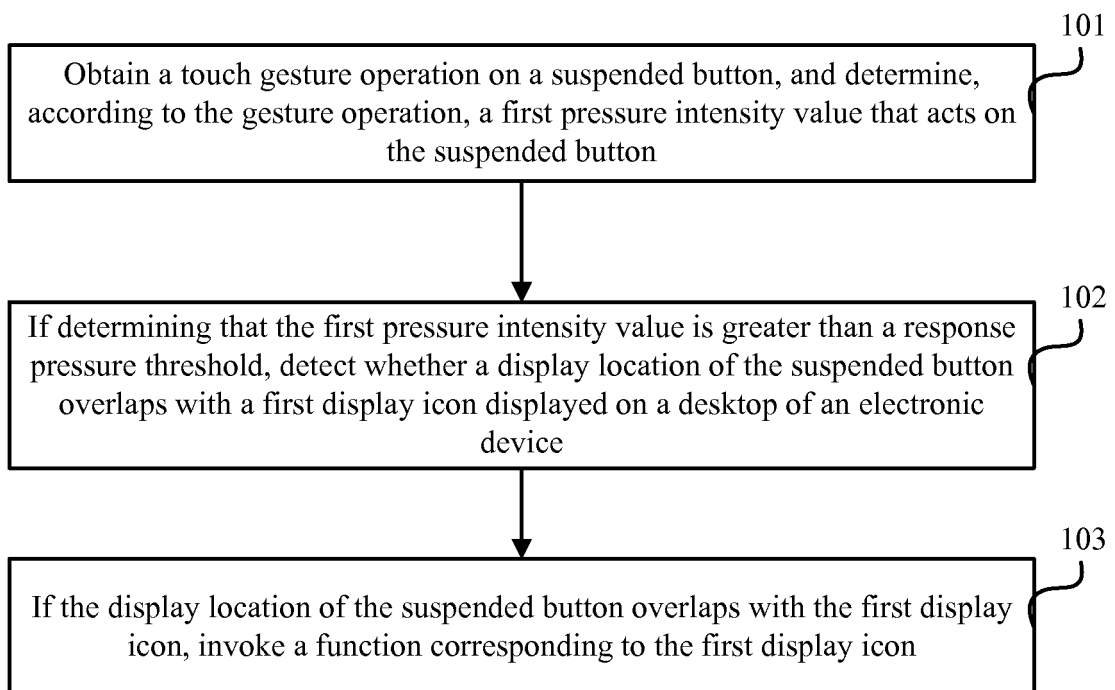 101
Obtain a touch gesture operation on a suspended button, and determine,
according to the gesture operation, a first pressure intensity value that acts on
the suspended button
102
If determining that the first pressure intensity value is greater than a response
pressure threshold, detect whether a display location of the suspended button
overlaps with a first display icon displayed on a desktop of an electronic
device
103
If the display location of the suspended button overlaps with the first display
icon, invoke a function corresponding to the first display icon